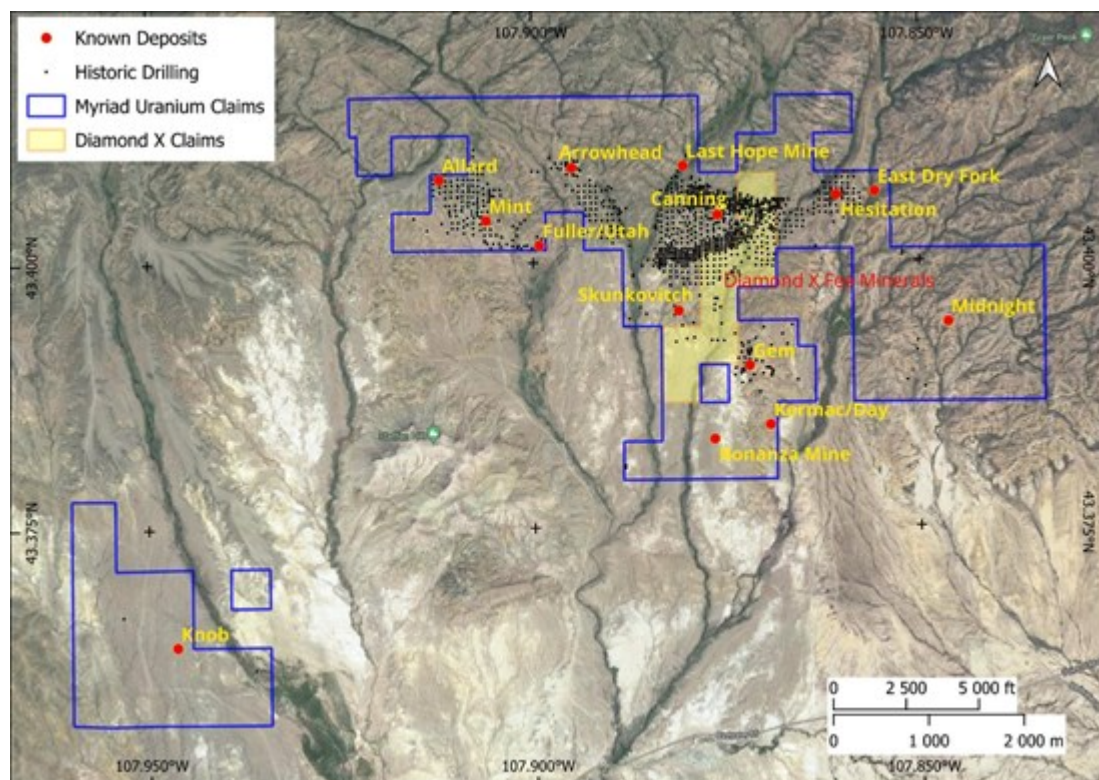 Known Deposits
Historic Drilling
Myriad Uranium Claims
Diamond X Claims
107.900°W
107.850°W
Allard
Arrowhead
Last Hope Mine
East Dry Fork
Mint
Canning
Hesitation
Fuller/Utah
43.400°N
43.400°N
Diamond X Fee Minerals
Skunkovitch
Midnight
Gem
Kermac/Day
Bonanza Mine
43.375°N
43.375°N
Knob
0 2 500 5 000 ft
0 1 000 2 000 m
107.950°W
107.900°W
107.850°W